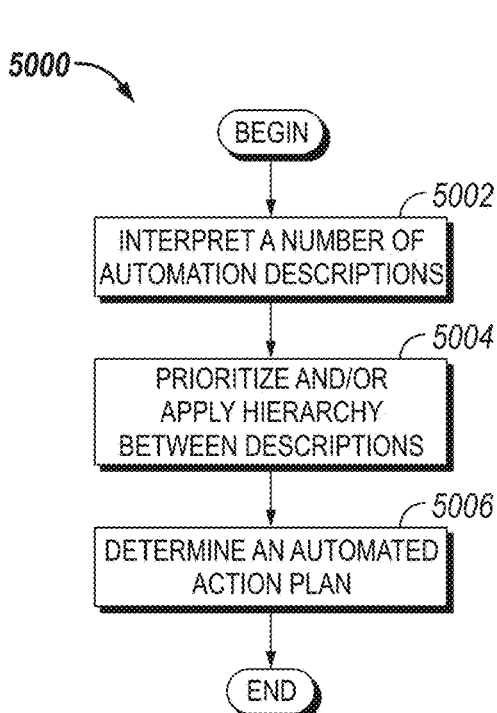 5000
BEGIN
5002
INTERPRET A NUMBER OF
AUTOMATION DESCRIPTIONS
5004
PRIORITIZE AND/OR
APPLY HIERARCHY
BETWEEN DESCRIPTIONS
5006
DETERMINE AN AUTOMATED
ACTION PLAN
END